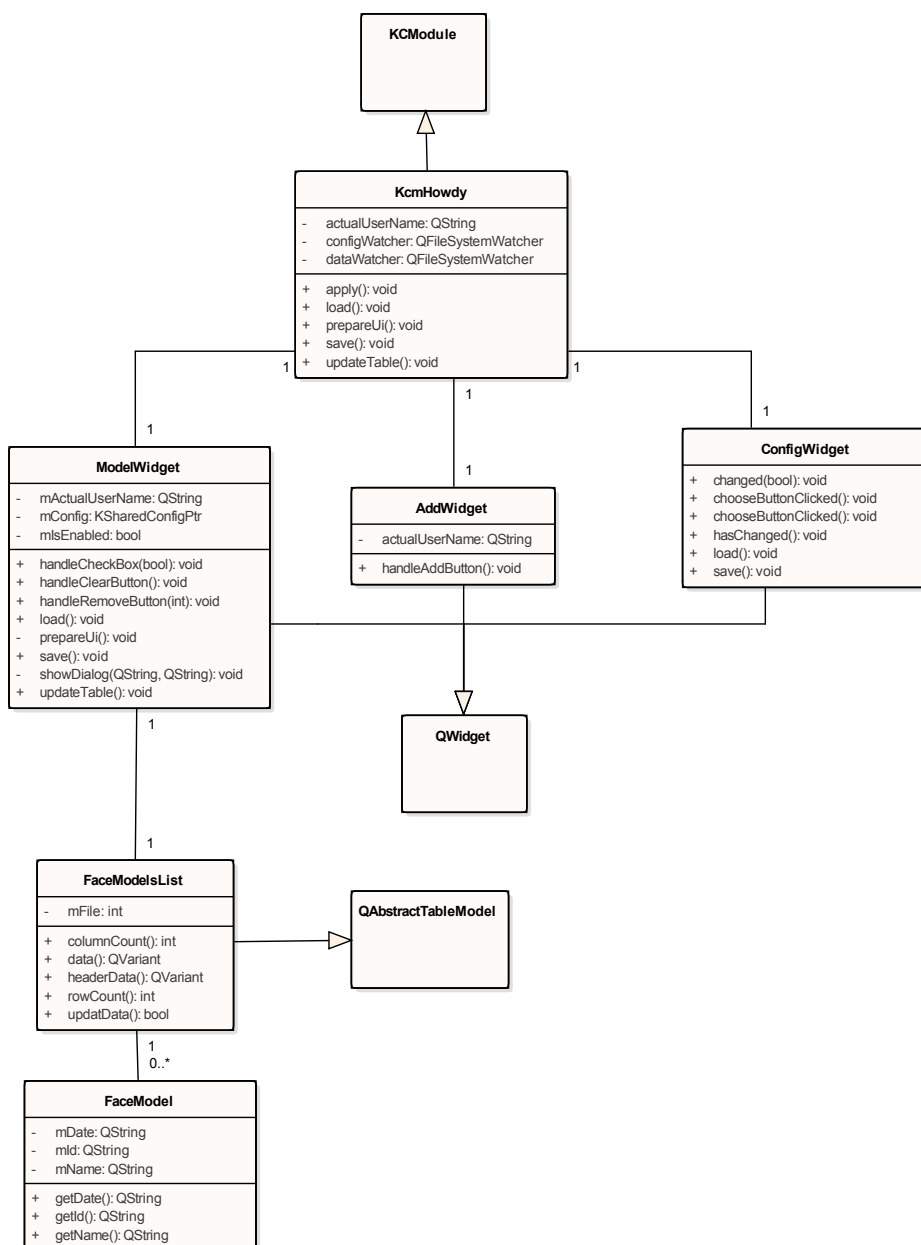 KCModule
KcmHowdy
- actualUserName: QString
- configWatcher: QFileSystemWatcher
- dataWatcher: QFileSystemWatcher
+ apply(): void
+ load(): void
+ prepareUi(): void
+ save(): void
+ updateTable(): void
1
1
1
1
1
1
ModelWidget
- mActualUserName: QString
- mConfig: KSharedConfigPtr
- mIsEnabled: bool
+ handleCheckBox(bool): void
+ handleClearButton(): void
+ handleRemoveButton(int): void
+ load(): void
- prepareUi(): void
+ save(): void
- showDialog(QString, QString): void
+ updateTable(): void
AddWidget
- actualUserName: QString
+ handleAddButton(): void
ConfigWidget
+ changed(bool): void
+ chooseButtonClicked(): void
+ chooseButtonClicked(): void
+ hasChanged(): void
+ load(): void
+ save(): void
QWidget
1
1
FaceModelsList
- mFile: int
+ columnCount(): int
+ data(): QVariant
+ headerData(): QVariant
+ rowCount(): int
+ updatData(): bool
QAbstractTableModel
1
0..*
FaceModel
- mDate: QString
- mId: QString
- mName: QString
+ getDate(): QString
+ getId(): QString
+ getName(): QString